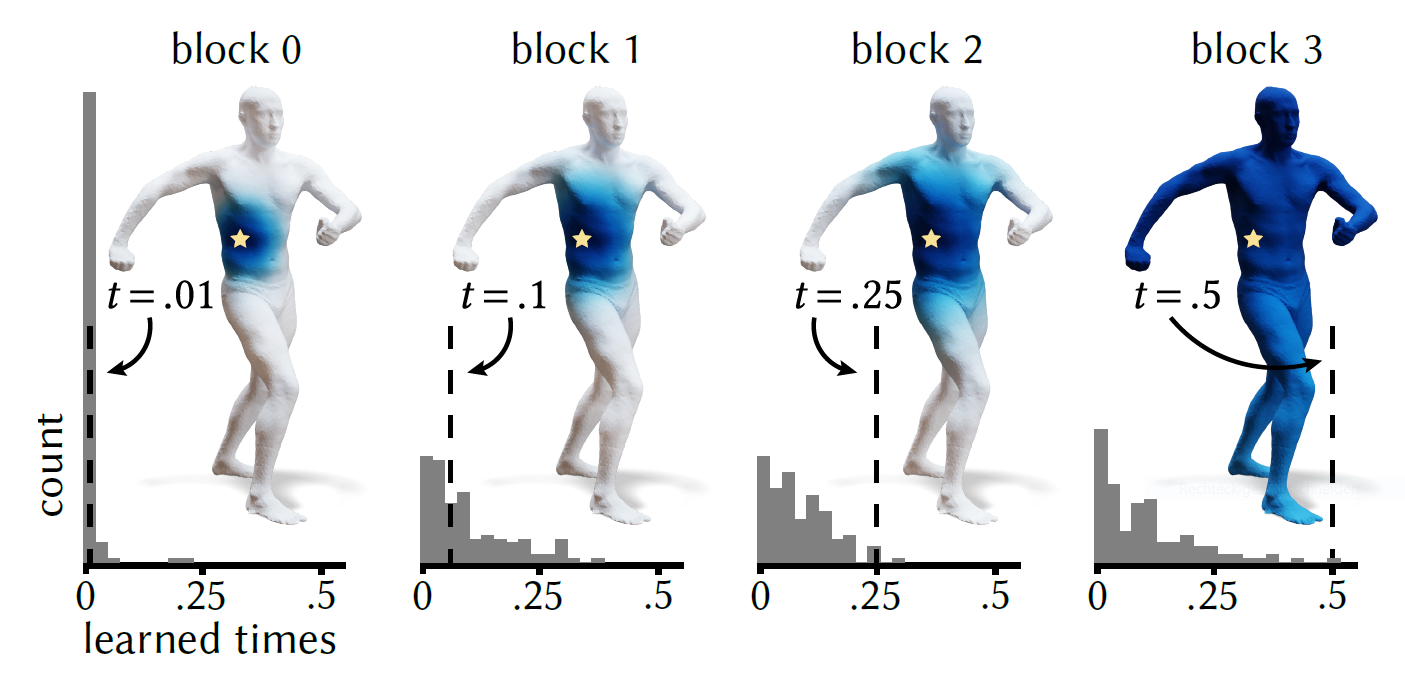 block 0
block 1
block 2
block 3
t = .01
t = .1
t = .25
t = .5
count
0 .25 .5
0 .25 .5
0 .25 .5
0 .25 .5
learned times